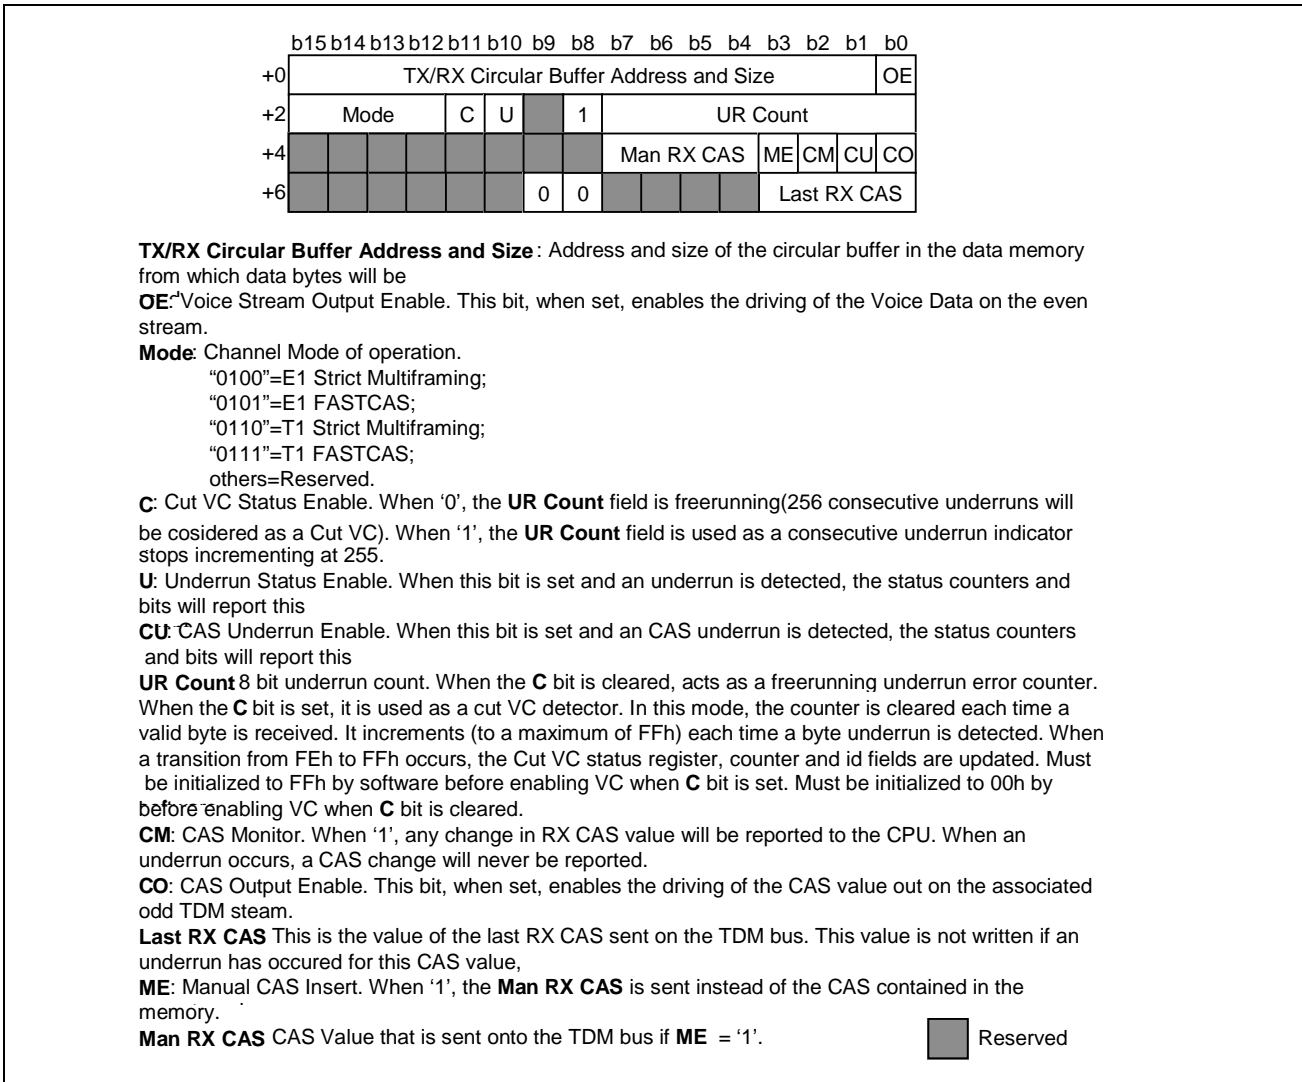 b15 b14 b13 b12 b11 b10 b9 b8 b7 b6 b5 b4 b3 b2 b1 b0
+0 TX/RX Circular Buffer Address and Size OE
+2 Mode C U 1 UR Count
+4 Man RX CAS ME CM CU CO
+6 0 0 Last RX CAS
TX/RX Circular Buffer Address and Size: Address and size of the circular buffer in the data memory
from which data bytes will be
OE: Voice Stream Output Enable. This bit, when set, enables the driving of the Voice Data on the even
stream.
Mode: Channel Mode of operation.
“0100”=E1 Strict Multiframing;
“0101”=E1 FASTCAS;
“0110”=T1 Strict Multiframing;
“0111”=T1 FASTCAS;
others=Reserved.
C: Cut VC Status Enable. When ‘0’, the UR Count field is freerunning(256 consecutive underruns will
be cosidered as a Cut VC). When ‘1’, the UR Count field is used as a consecutive underrun indicator
stops incrementing at 255.
U: Underrun Status Enable. When this bit is set and an underrun is detected, the status counters and
bits will report this
CU: CAS Underrun Enable. When this bit is set and an CAS underrun is detected, the status counters
and bits will report this
UR Count 8 bit underrun count. When the C bit is cleared, acts as a freerunning underrun error counter.
When the C bit is set, it is used as a cut VC detector. In this mode, the counter is cleared each time a
valid byte is received. It increments (to a maximum of FFh) each time a byte underrun is detected. When
a transition from FEh to FFh occurs, the Cut VC status register, counter and id fields are updated. Must
be initialized to FFh by software before enabling VC when C bit is set. Must be initialized to 00h by
before enabling VC when C bit is cleared.
CM: CAS Monitor. When ‘1’, any change in RX CAS value will be reported to the CPU. When an
underrun occurs, a CAS change will never be reported.
CO: CAS Output Enable. This bit, when set, enables the driving of the CAS value out on the associated
odd TDM steam.
Last RX CAS This is the value of the last RX CAS sent on the TDM bus. This value is not written if an
underrun has occured for this CAS value,
ME: Manual CAS Insert. When ‘1’, the Man RX CAS is sent instead of the CAS contained in the
memory.
Man RX CAS CAS Value that is sent onto the TDM bus if ME = ‘1’.
Reserved